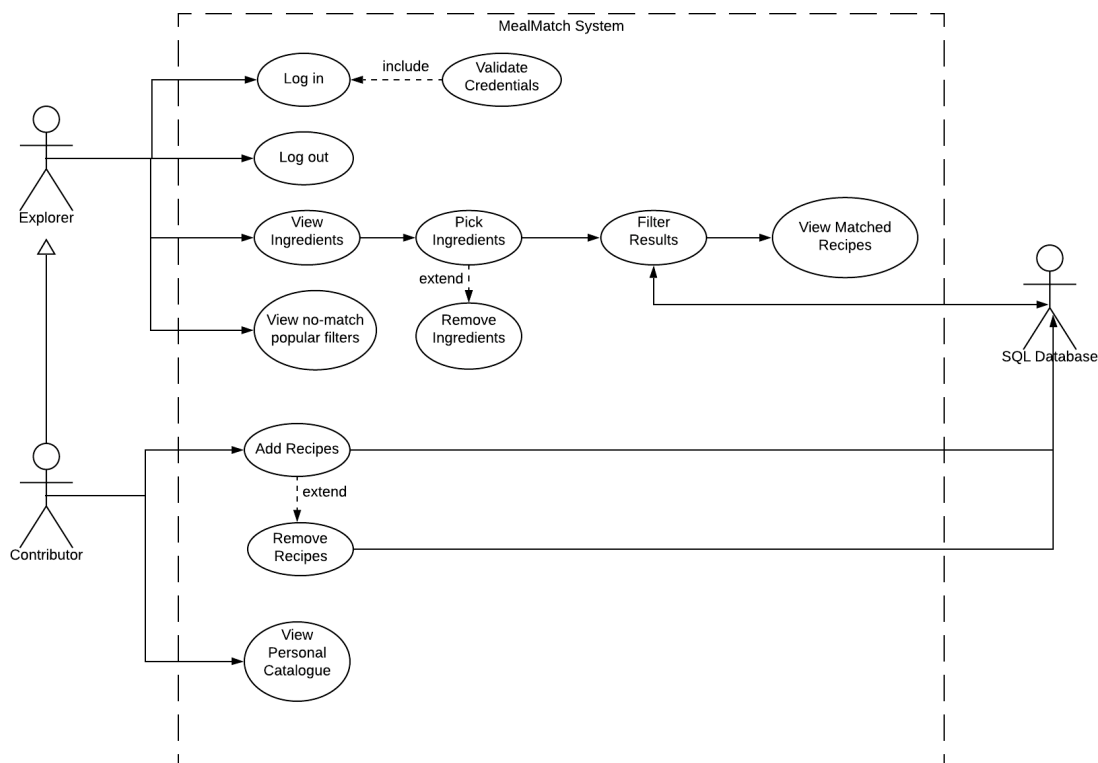 MealMatch System
include
Log in
Validate
Credentials
Log out
Explorer
View
Ingredients
Pick
Ingredients
Filter
Results
View Matched
Recipes
extend
View no-match
popular filters
Remove
Ingredients
SQL Database
Add Recipes
extend
Remove
Recipes
Contributor
View
Personal
Catalogue